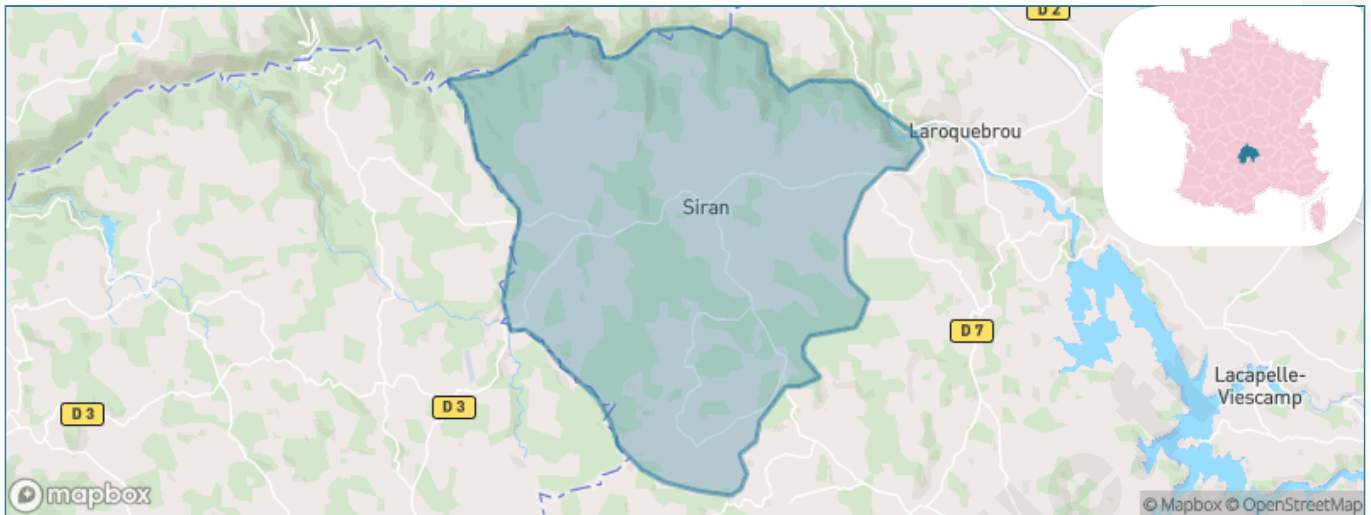 D 2
Laroquebrou
Siran
D 7
Lacapelle-
Viescamp
D 3
D 3
mapbox
© Mapbox © OpenStreetMap